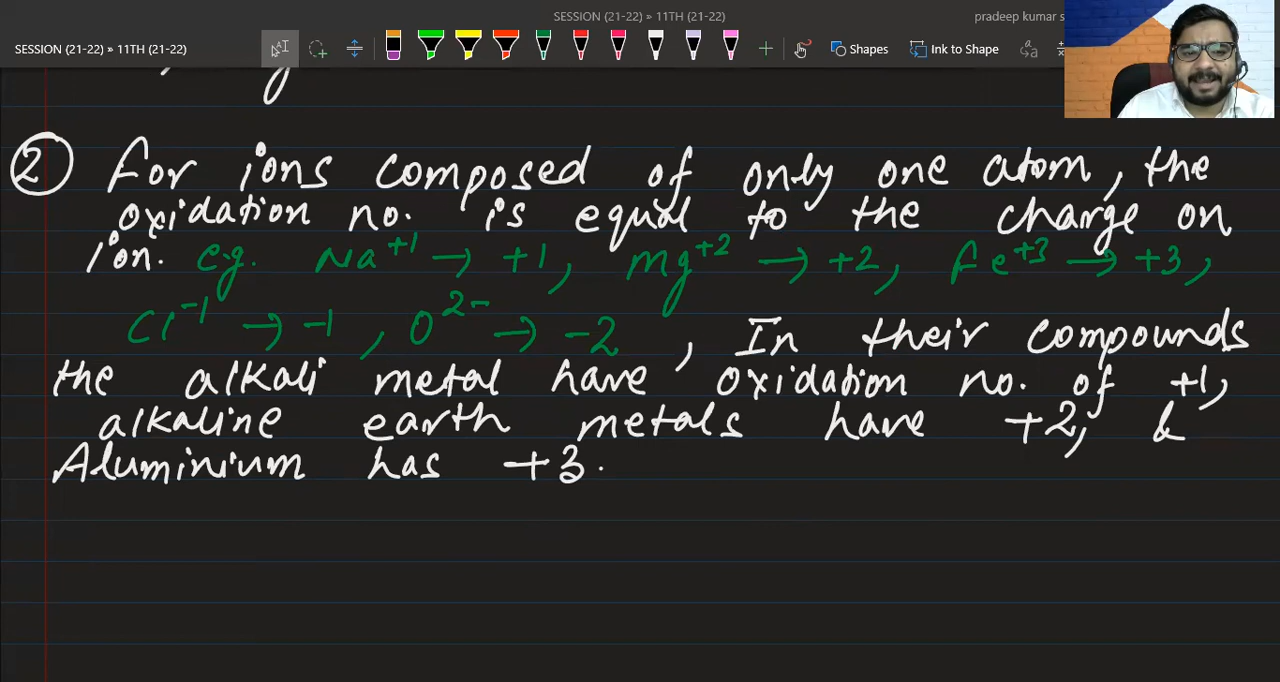 SESSION (21-22) » 11TH (21-22)
pradeep kumar s
SESSION (21-22) » 11TH (21-22)
Shapes
Ink to Shape
② For ions composed of only one atom, the
oxidation no. is equal to the charge on
ion. e.g. Na⁺¹ → +1, Mg⁺² → +2, Fe⁺³ → +3,
Cl⁻¹ → -1, O²⁻ → -2, In their compounds
the alkali metal have oxidation no. of +1,
alkaline earth metals have +2, &
Aluminium has +3.